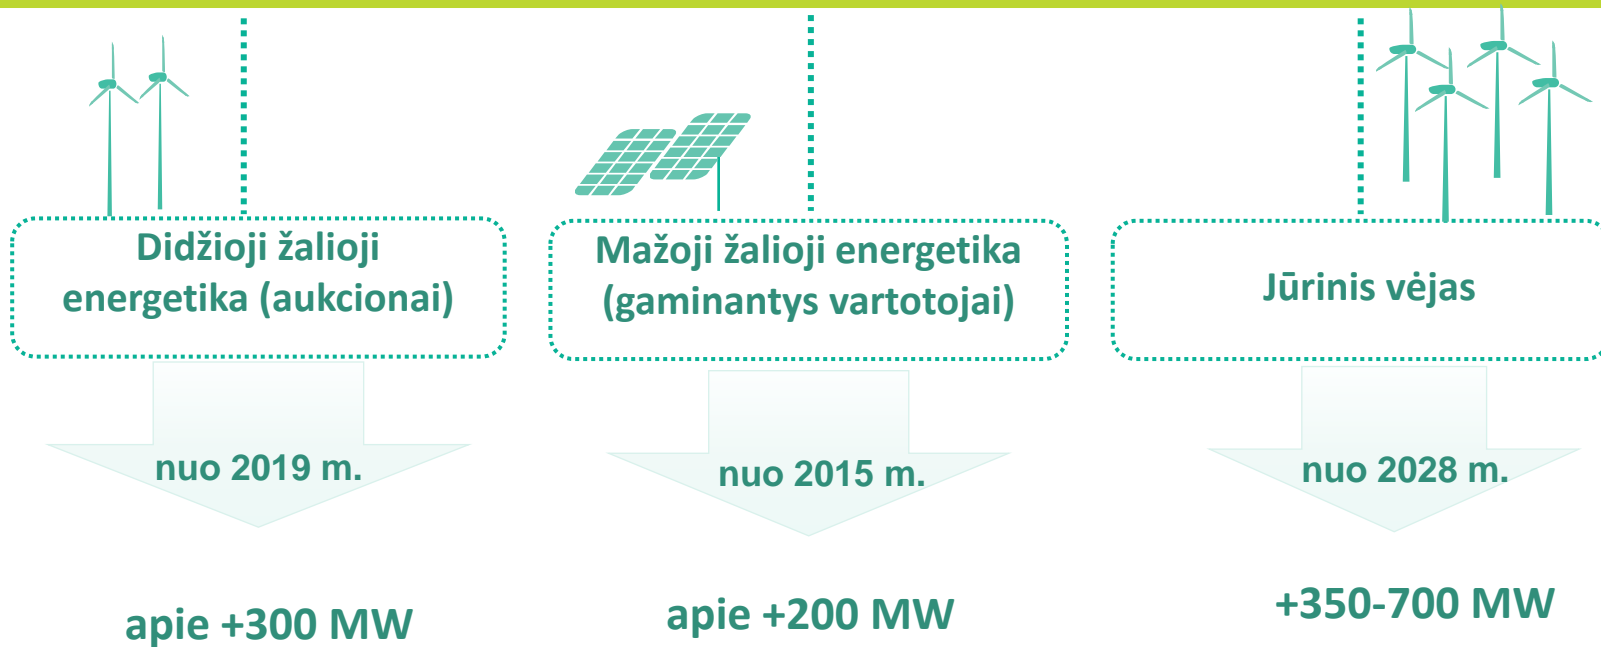 Didžioji žalioji
energetika (aukcionai)
nuo 2019 m.
apie +300 MW
Mažoji žalioji energetika
(gaminantys vartotojai)
nuo 2015 m.
apie +200 MW
Jūrinis vėjas
nuo 2028 m.
+350-700 MW